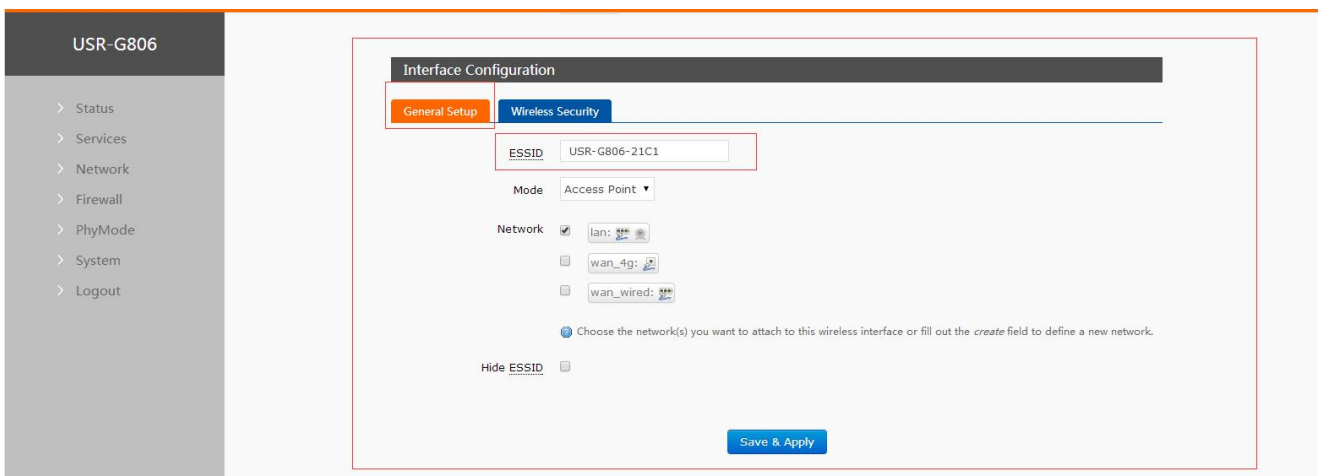 USR-G806
Status
Services
Network
Firewall
PhyMode
System
Logout
Interface Configuration
General Setup Wireless Security
ESSID USR-G806-21C1
Mode Access Point
Network lan:
wan_4g:
wan_wired:
Choose the network(s) you want to attach to this wireless interface or fill out the create field to define a new network.
Hide ESSID
Save & Apply